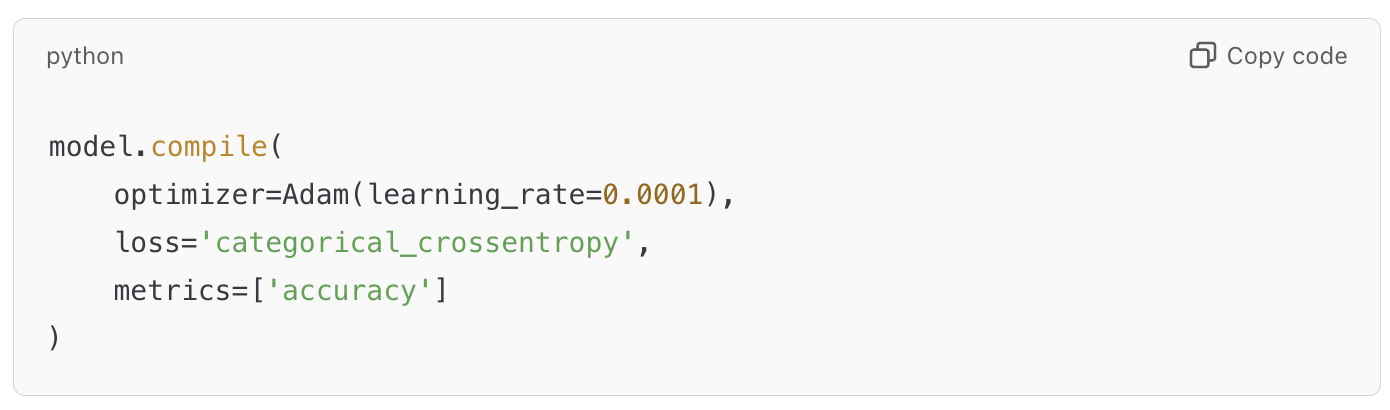 python
Copy code
model.compile(
    optimizer=Adam(learning_rate=0.0001),
    loss='categorical_crossentropy',
    metrics=['accuracy']
)